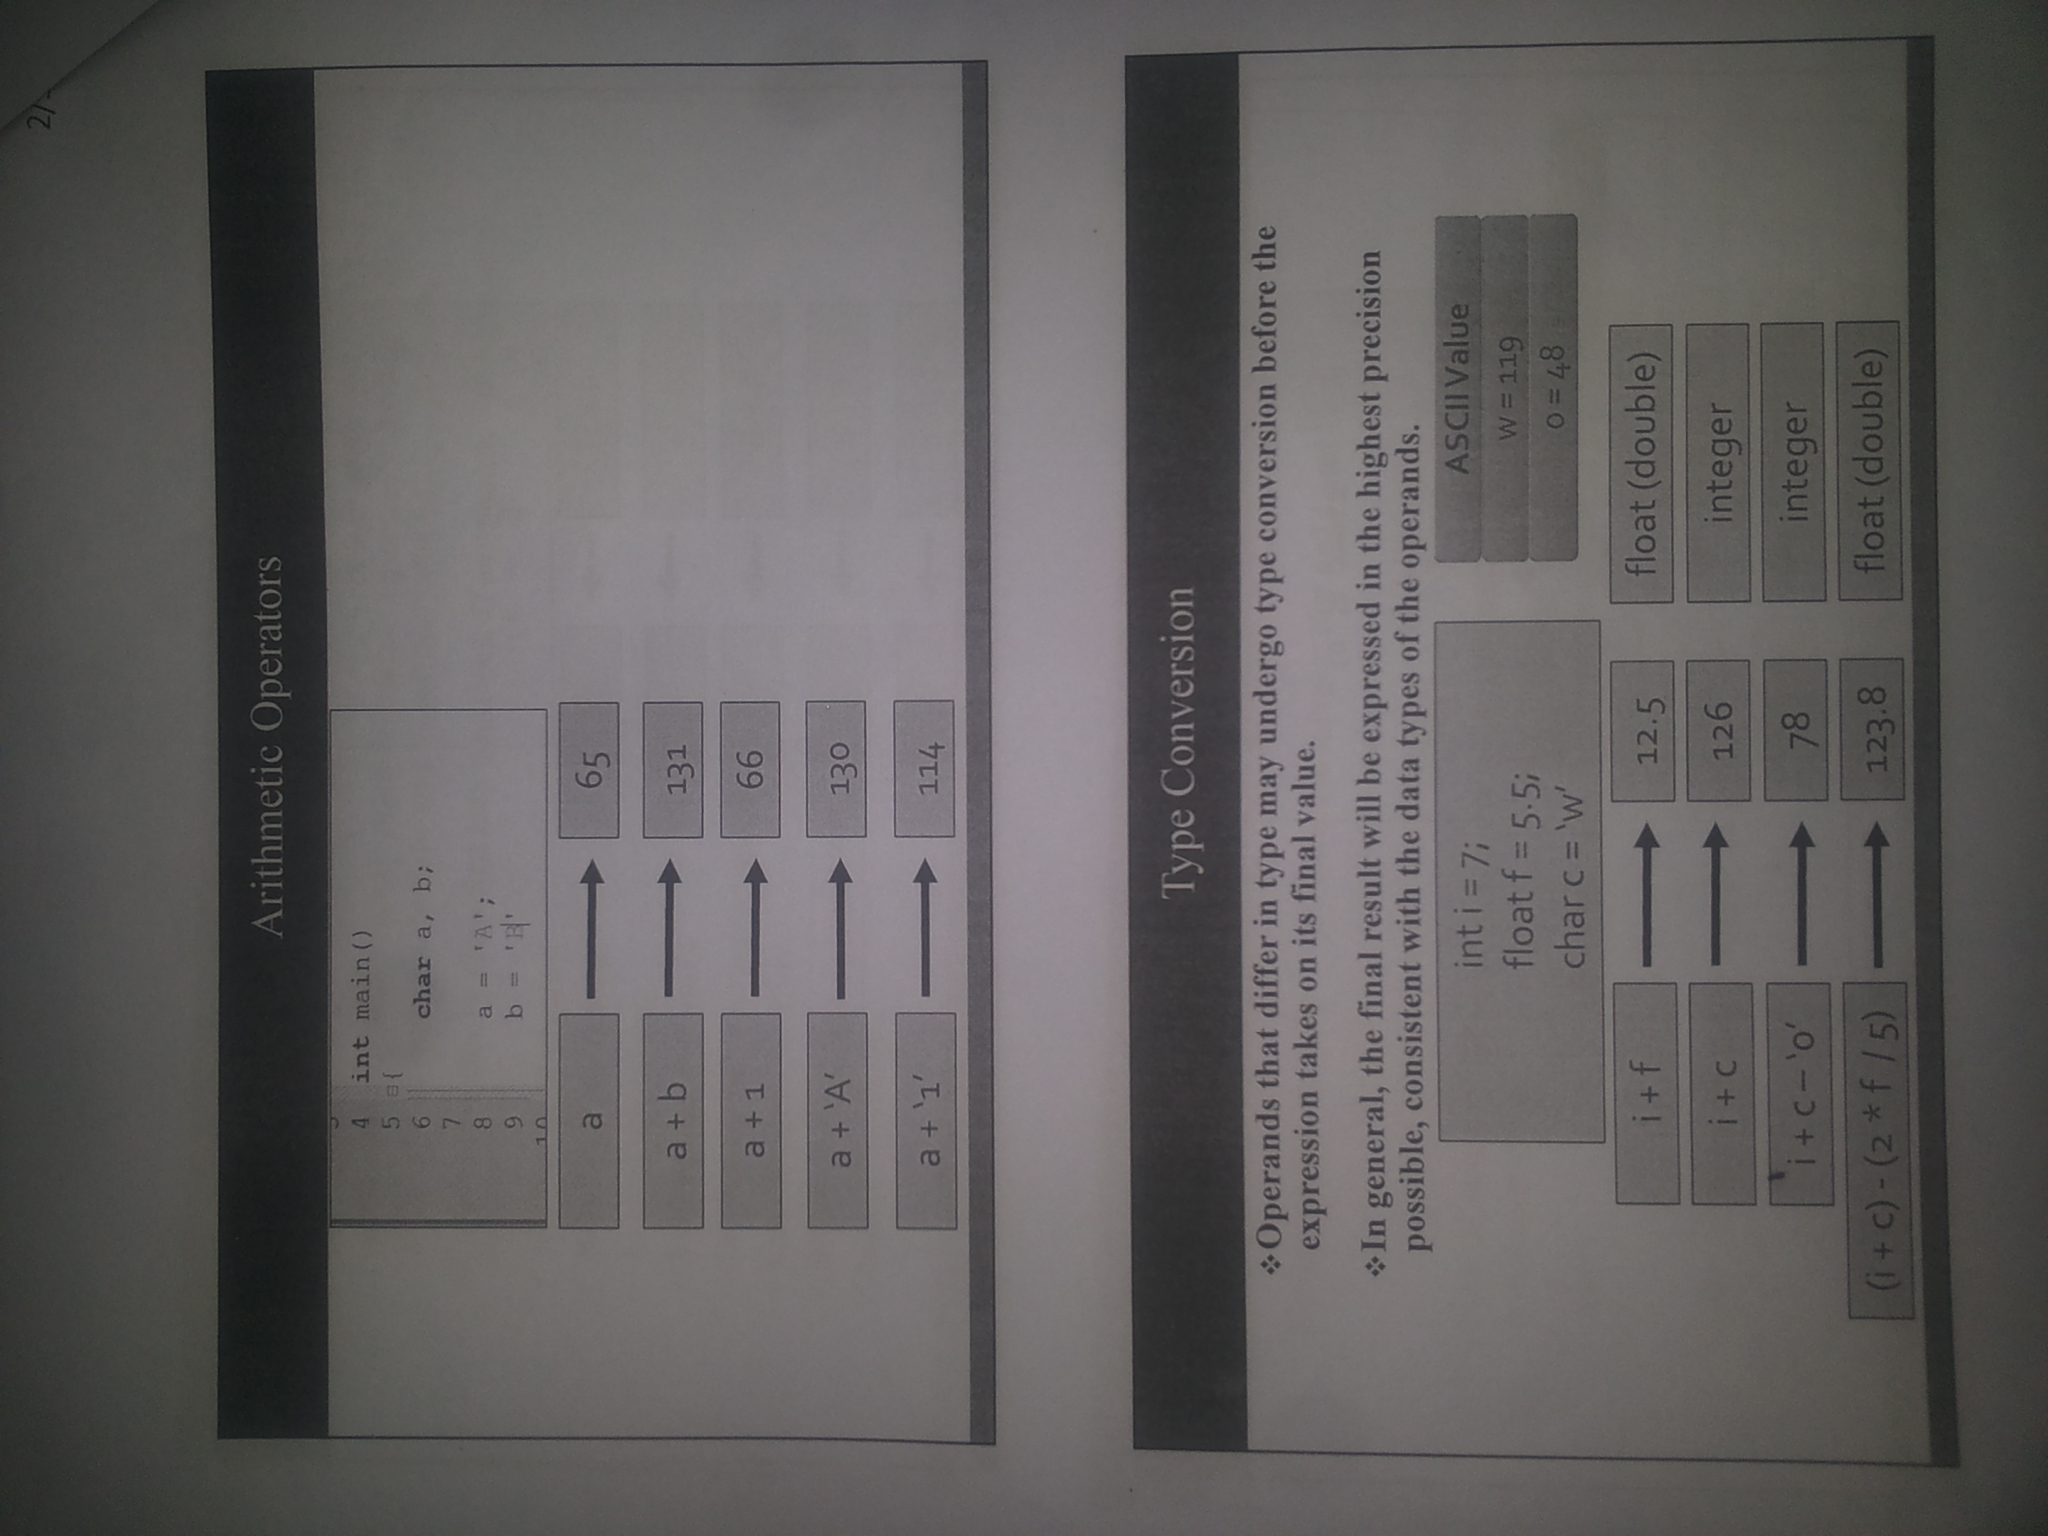 2/
Arithmetic Operators
4 int main()
5 {
6 char a, b;
7
8 a = 'A';
9 b = 'B'
10
a 65
a + b 131
a + 1 66
a + 'A' 130
a + '1' 114
Type Conversion
❖Operands that differ in type may undergo type conversion before the
expression takes on its final value.
❖In general, the final result will be expressed in the highest precision
possible, consistent with the data types of the operands.
int i = 7;
float f = 5.5;
char c = 'w'
ASCII Value
w = 119
0 = 48
i + f 12.5 float (double)
i + c 126 integer
i + c – '0' 78 integer
(i + c) - (2 * f / 5) 123.8 float (double)